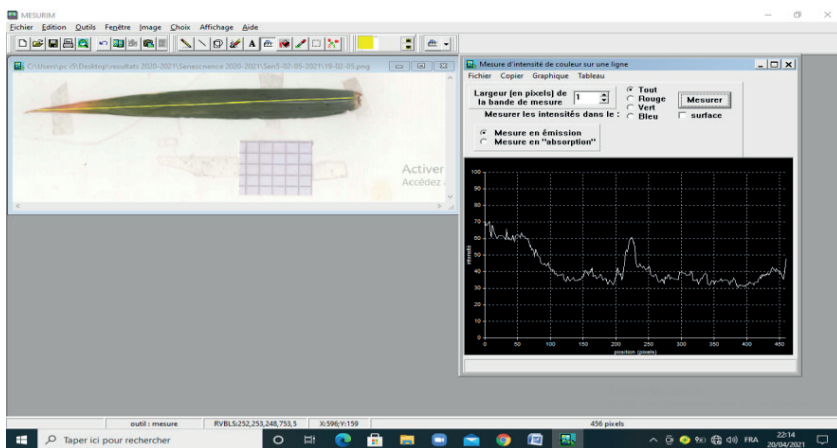 MESURIM
Fichier Edition Outils Fenêtre Image Choix Affichage Aide
A
C:\Users\pc i5\Desktop\resultats 2020-2021\Senescnence 2020-2021\Sen5-02-05-2021\19-02-05.png
Activer
Accédez
Mesure d'intensité de couleur sur une ligne
Fichier Copier Graphique Tableau
Largeur (en pixels) de
la bande de mesure
1
Tout
Rouge
Vert
Bleu
Mesurer
surface
Mesurer les intensités dans le :
Mesure en émission
Mesure en "absorption"
100
90
80
70
60
50
40
30
20
10
0
intensité
0 50 100 150 200 250 300 350 400 450
position (pixels)
outil : mesure RVBLS:252,253,248,753,5 X:596;Y:159 456 pixels
Taper ici pour rechercher
FRA
22:14
20/04/2021